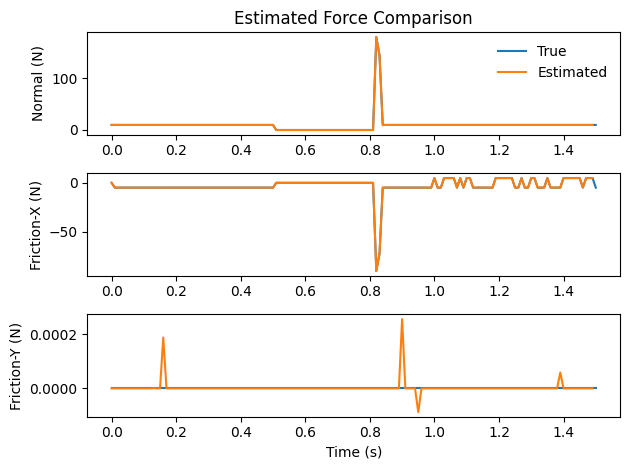 Estimated Force Comparison
Normal (N)
100
0
True
Estimated
0.0 0.2 0.4 0.6 0.8 1.0 1.2 1.4
Friction-X (N)
0
−50
0.0 0.2 0.4 0.6 0.8 1.0 1.2 1.4
Friction-Y (N)
0.0002
0.0000
0.0 0.2 0.4 0.6 0.8 1.0 1.2 1.4
Time (s)